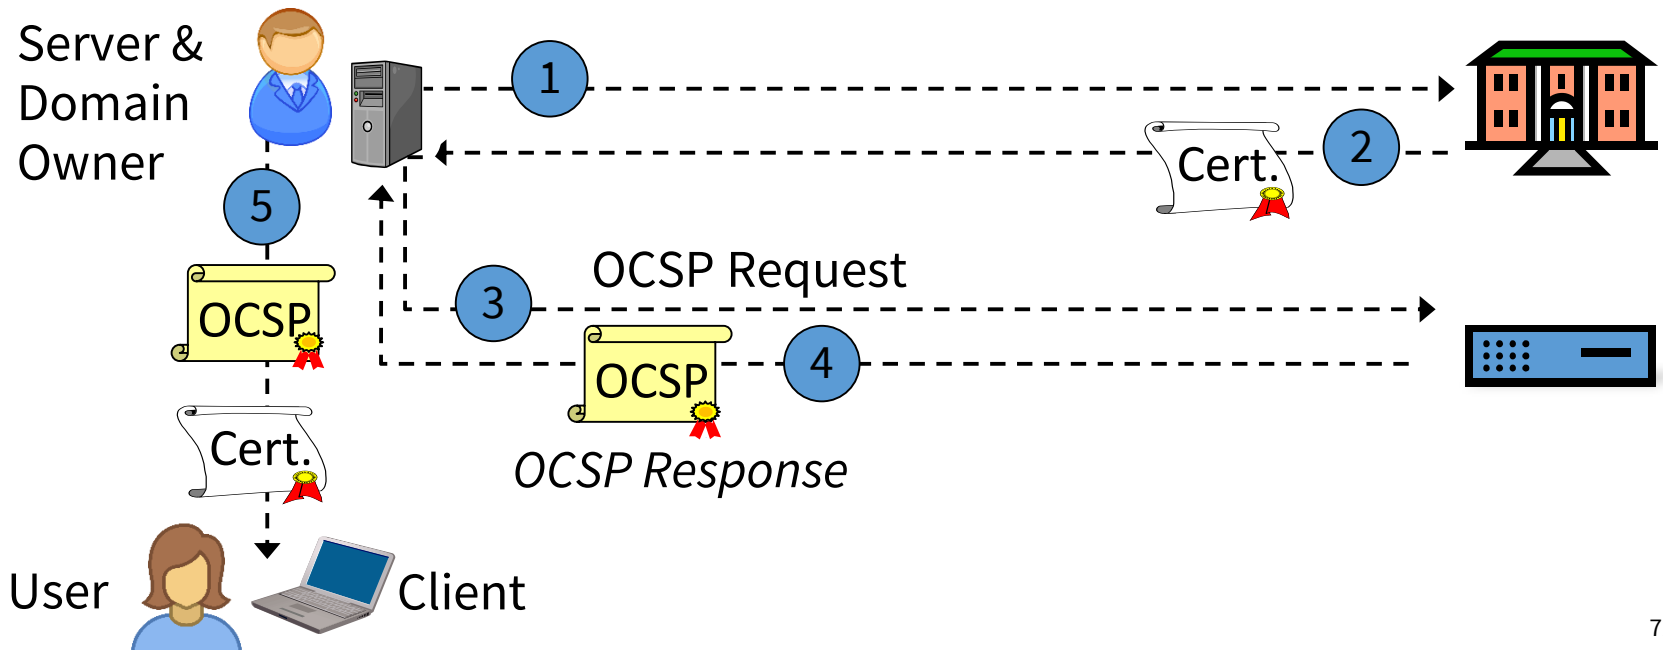 Server &
Domain
Owner
1
2
Cert.
5
OCSP Request
3
OCSP
4
OCSP
Cert.
OCSP Response
User
Client
7